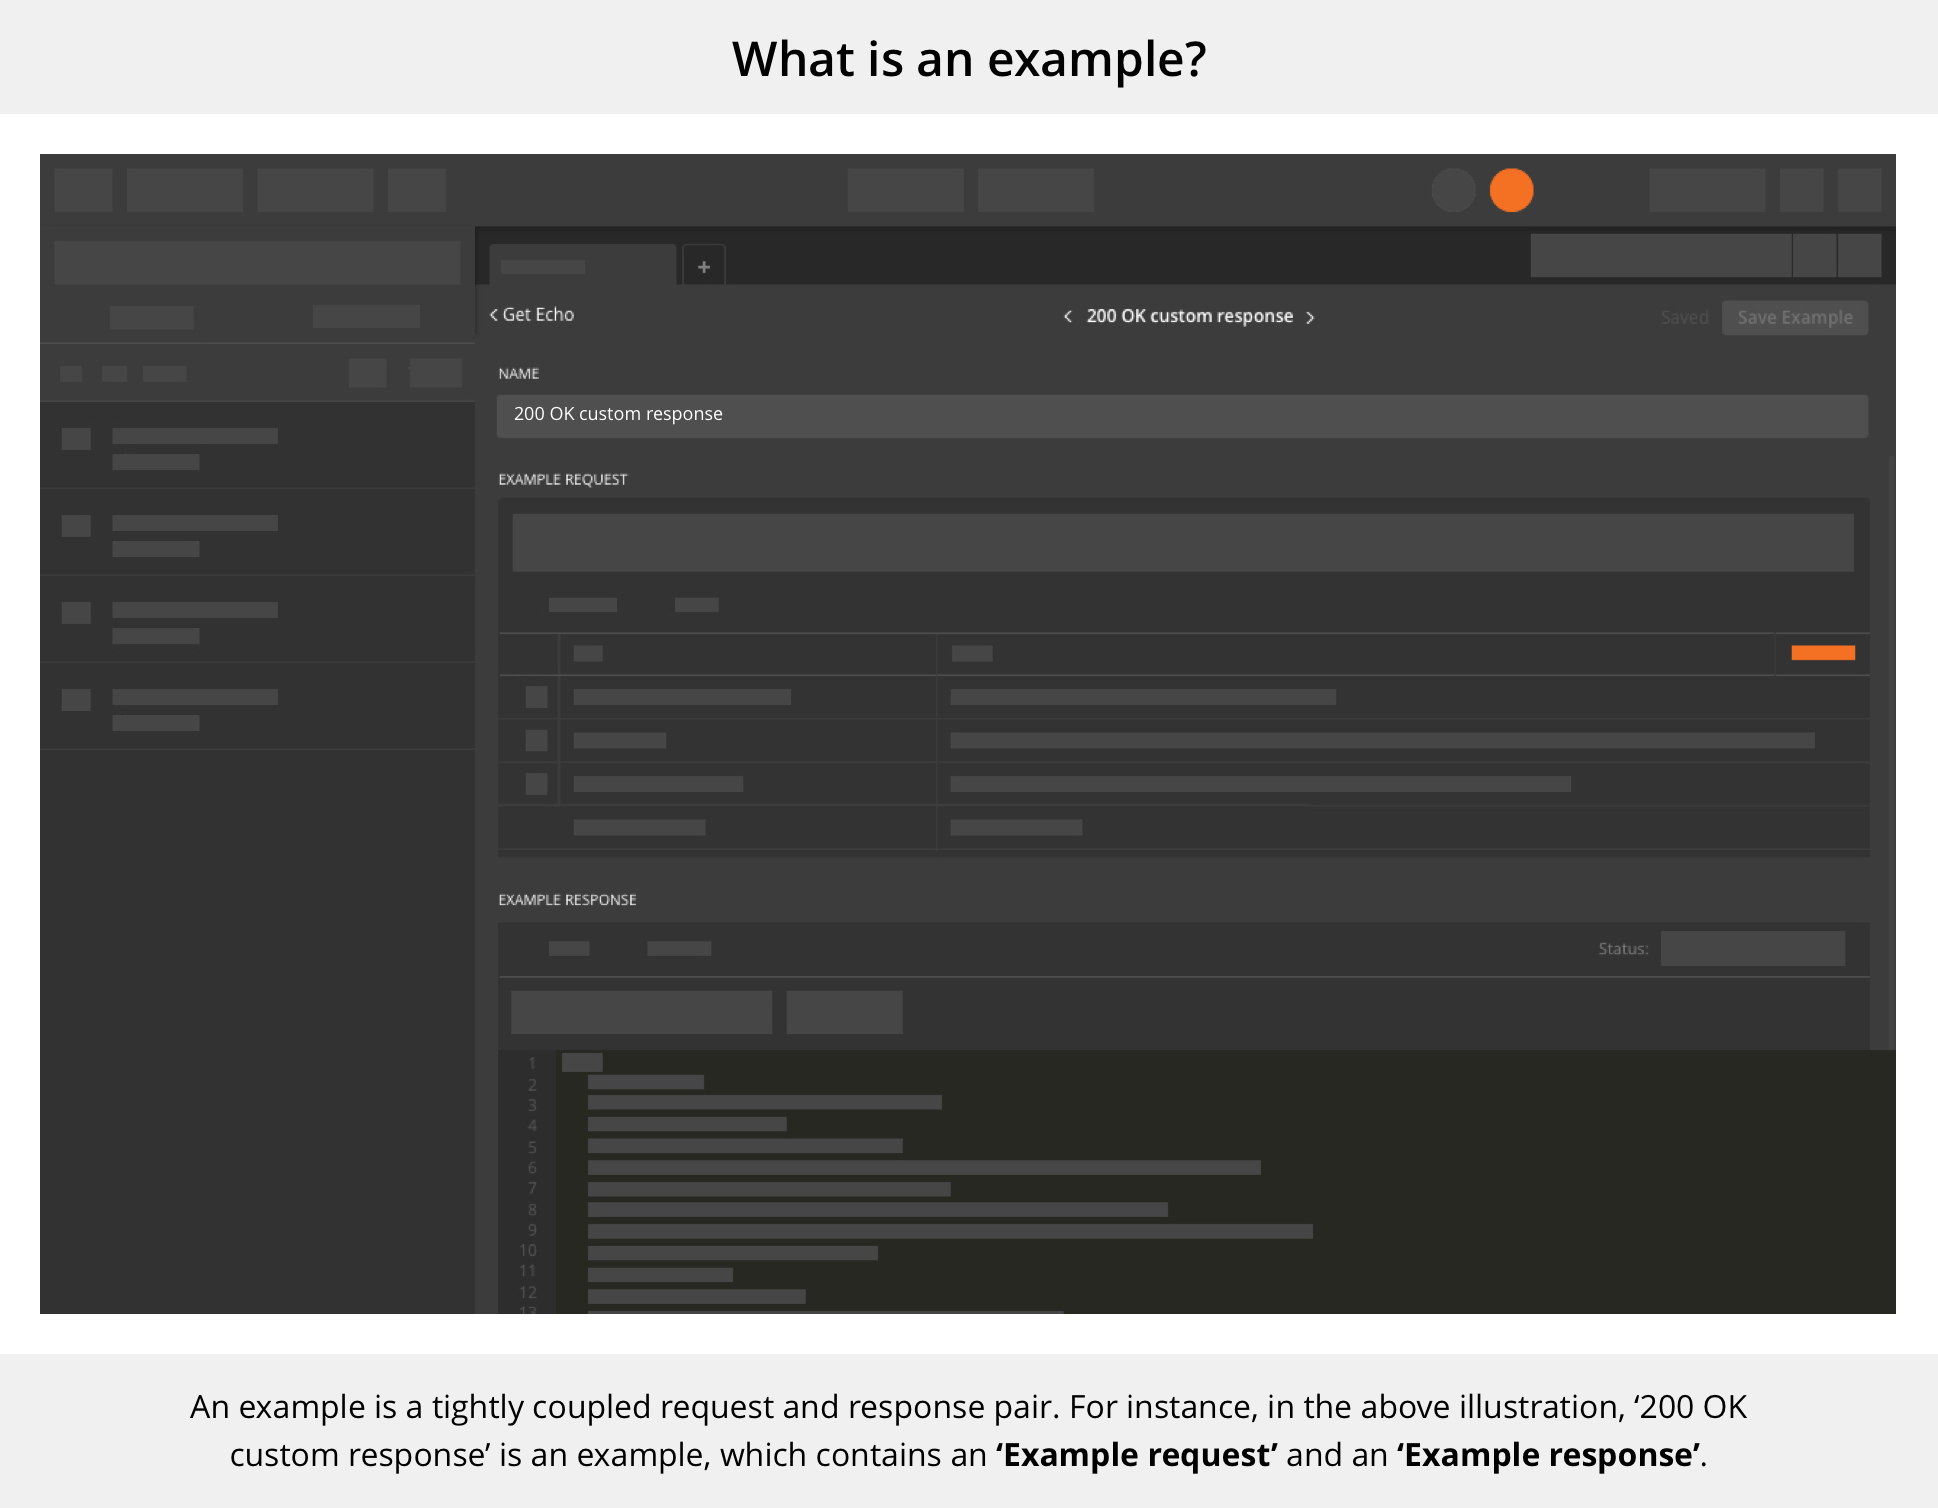 What is an example?
+
< Get Echo
< 200 OK custom response >
Saved
Save Example
NAME
200 OK custom response
EXAMPLE REQUEST
EXAMPLE RESPONSE
Status:
1
2
3
4
5
6
7
8
9
10
11
12
13
An example is a tightly coupled request and response pair. For instance, in the above illustration, ‘200 OK
custom response’ is an example, which contains an ‘Example request’ and an ‘Example response’.